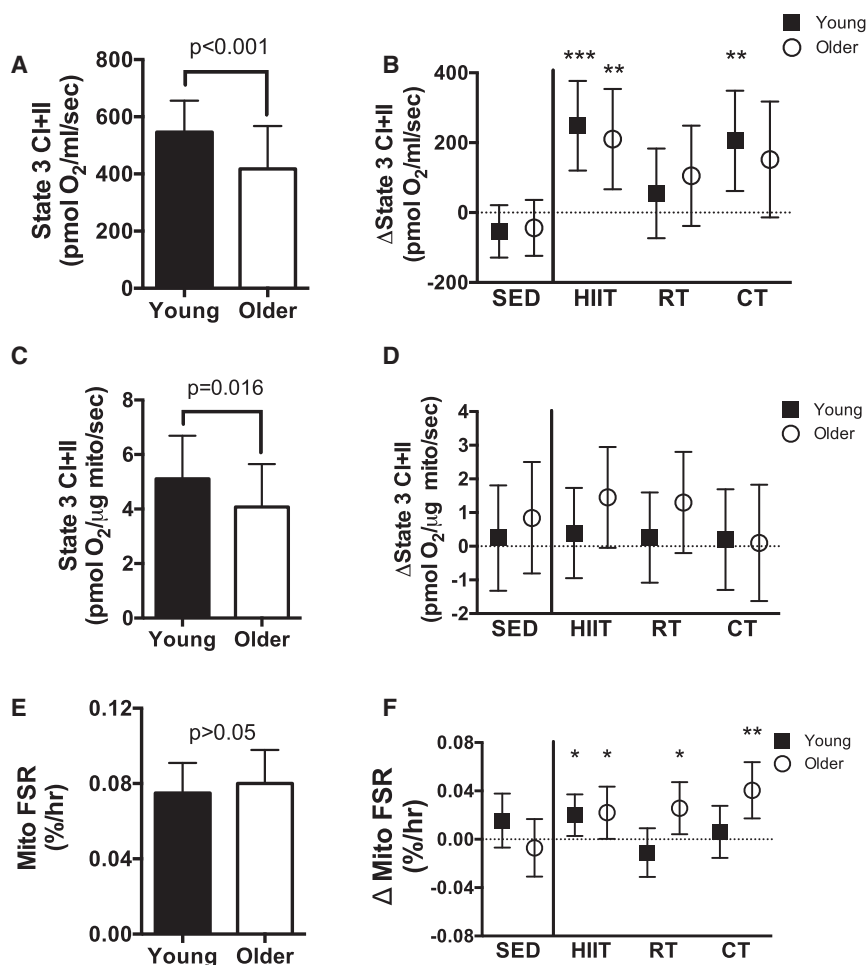 A
State 3 CI+II
(pmol O2/ml/sec)
800
600
400
200
0
p<0.001
Young
Older
B
ΔState 3 CI+II
(pmol O2/ml/sec)
400
200
0
-200
***
**
**
Young
Older
SED
HIIT
RT
CT
C
State 3 CI+II
(pmol O2/μg mito/sec)
8
6
4
2
0
p=0.016
Young
Older
D
ΔState 3 CI+II
(pmol O2/μg mito/sec)
4
3
2
1
0
-1
-2
Young
Older
SED
HIIT
RT
CT
E
Mito FSR
(%/hr)
0.12
0.08
0.04
0.00
p>0.05
Young
Older
F
Δ Mito FSR
(%/hr)
0.08
0.04
0.00
-0.04
-0.08
*
*
*
**
Young
Older
SED
HIIT
RT
CT